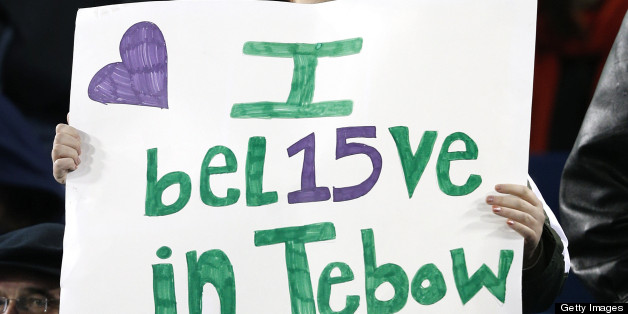 I
bel15ve
in Tebow
Getty Images